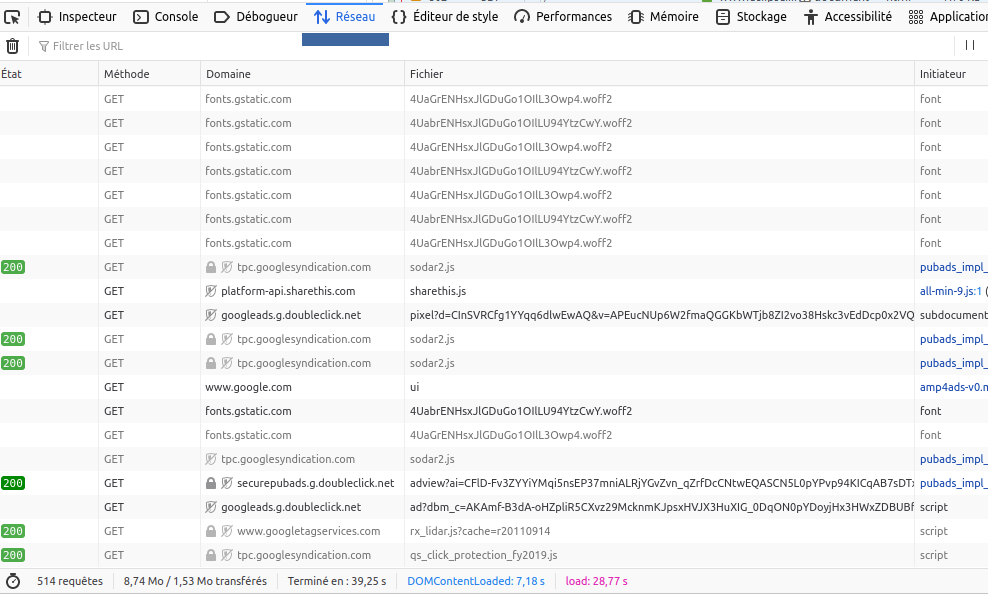 Inspecteur Console Débogueur Réseau Éditeur de style Performances Mémoire Stockage Accessibilité Application
Filtrer les URL
État Méthode Domaine Fichier Initiateur
GET fonts.gstatic.com 4UaGrENHsxJlGDuGo1OIlL3Owp4.woff2 font
GET fonts.gstatic.com 4UabrENHsxJlGDuGo1OIlLU94YtzCwY.woff2 font
GET fonts.gstatic.com 4UaGrENHsxJlGDuGo1OIlL3Owp4.woff2 font
GET fonts.gstatic.com 4UabrENHsxJlGDuGo1OIlLU94YtzCwY.woff2 font
GET fonts.gstatic.com 4UaGrENHsxJlGDuGo1OIlL3Owp4.woff2 font
GET fonts.gstatic.com 4UabrENHsxJlGDuGo1OIlLU94YtzCwY.woff2 font
GET fonts.gstatic.com 4UaGrENHsxJlGDuGo1OIlL3Owp4.woff2 font
200 GET tpc.googlesyndication.com sodar2.js pubads_impl_
GET platform-api.sharethis.com sharethis.js all-min-9.js:1 (
GET googleads.g.doubleclick.net pixel?d=CInSVRCfg1YYqq6dlwEwAQ&v=APEucNUp6W2fmaQGGKbWTjb8ZI2vo38Hskc3vEdDcp0x2VQ subdocument
200 GET tpc.googlesyndication.com sodar2.js pubads_impl_
200 GET tpc.googlesyndication.com sodar2.js pubads_impl_
GET www.google.com ui amp4ads-v0.m
GET fonts.gstatic.com 4UabrENHsxJlGDuGo1OIlLU94YtzCwY.woff2 font
GET fonts.gstatic.com 4UaGrENHsxJlGDuGo1OIlL3Owp4.woff2 font
GET tpc.googlesyndication.com sodar2.js pubads_impl_
200 GET securepubads.g.doubleclick.net adview?ai=CFlD-Fv3ZYYiYMqi5nsEP37mniALRjYGvZvn_qZrfDcCNtwEQASCN5L0pYPvp94KICqAB7sDT pubads_impl_
GET googleads.g.doubleclick.net ad?dbm_c=AKAmf-B3dA-oHZpliR5CXvz29McknmKJpsxHVJX3HuXIG_0DqON0pYDoyjHx3HWxZDBUBF script
200 GET www.googletagservices.com rx_lidar.js?cache=r20110914 script
200 GET tpc.googlesyndication.com qs_click_protection_fy2019.js script
514 requêtes 8,74 Mo / 1,53 Mo transférés Terminé en : 39,25 s DOMContentLoaded: 7,18 s load: 28,77 s